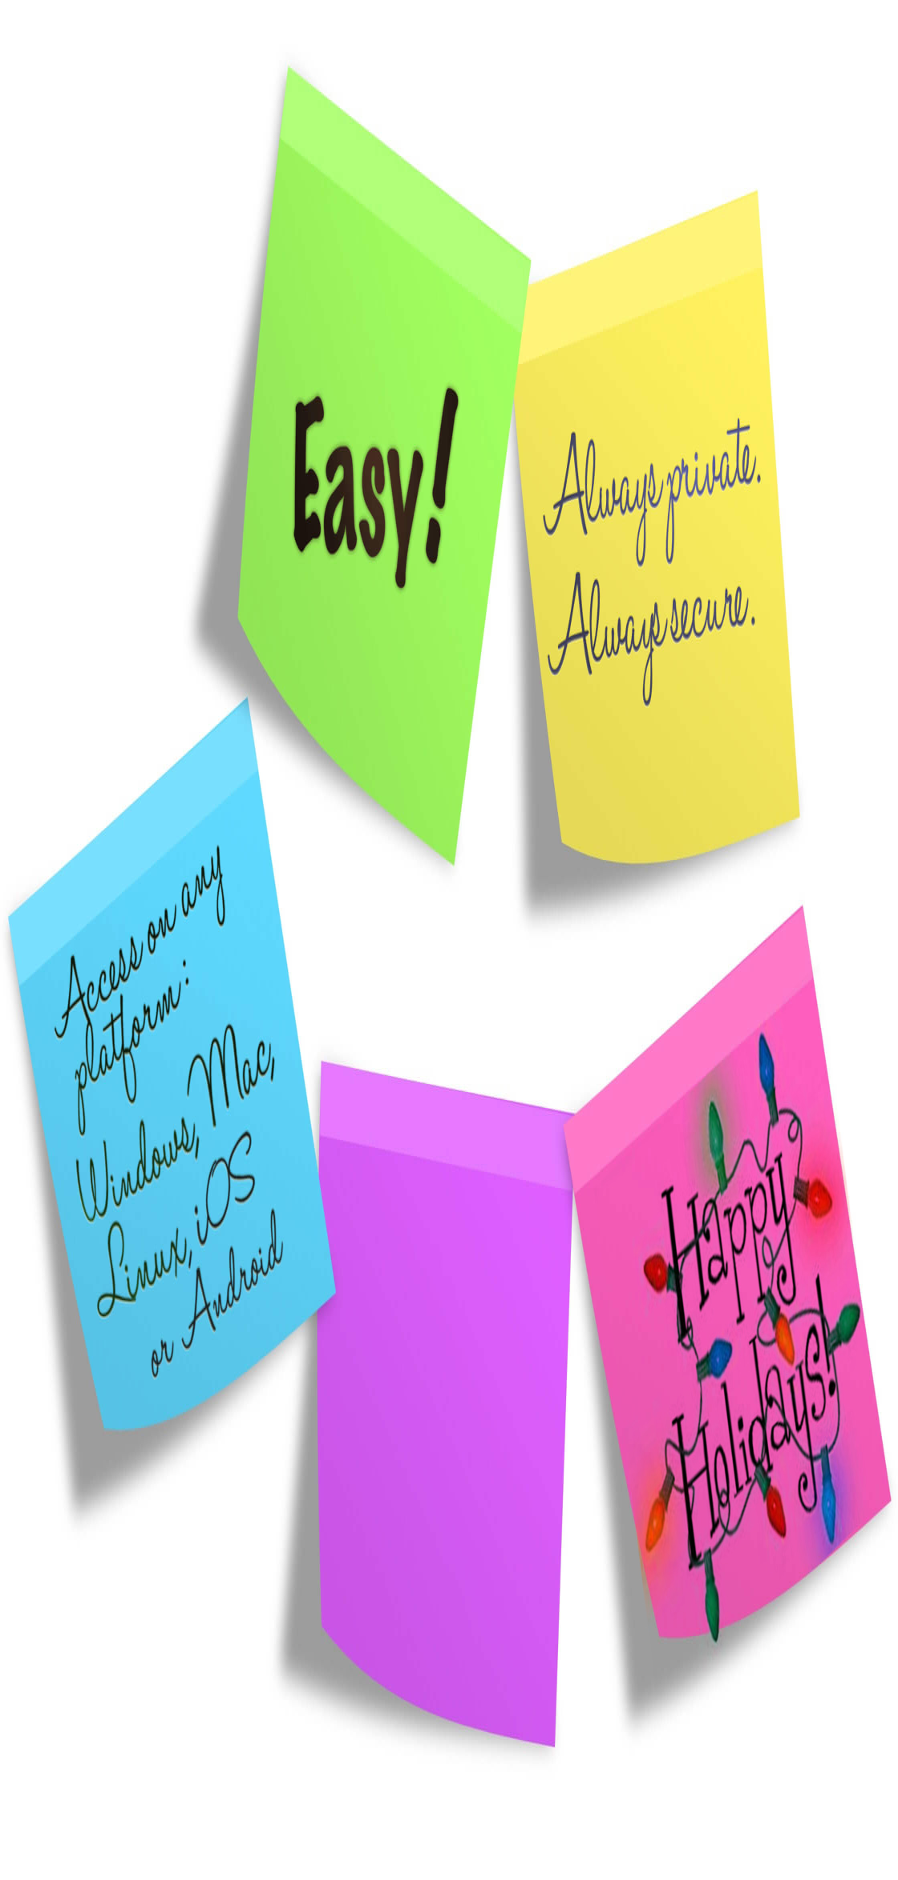 Easy!
Always private.
Always secure.
Access on any
platform:
Windows, Mac,
Linux, iOS
or Android
Happy
Holidays!